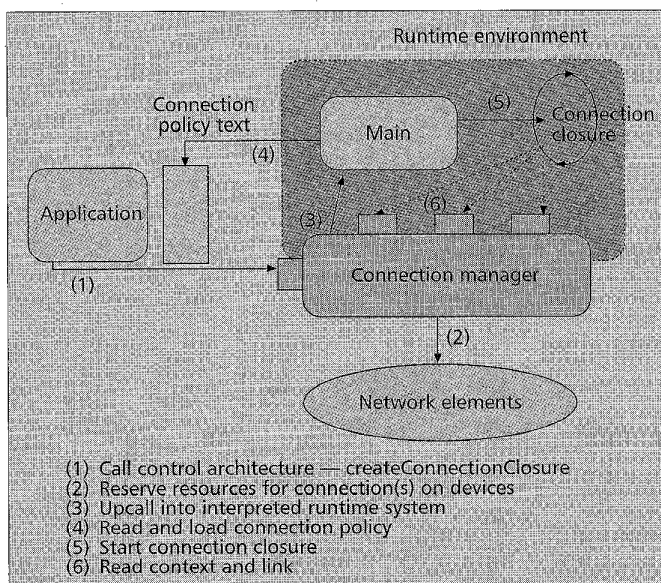 Runtime environment
Connection
policy text
(4)
Main
(5)
Connection
closure
Application
(3)
(6)
(1)
Connection manager
(2)
Network elements
(1) Call control architecture — createConnectionClosure
(2) Reserve resources for connection(s) on devices
(3) Upcall into interpreted runtime system
(4) Read and load connection policy
(5) Start connection closure
(6) Read context and link